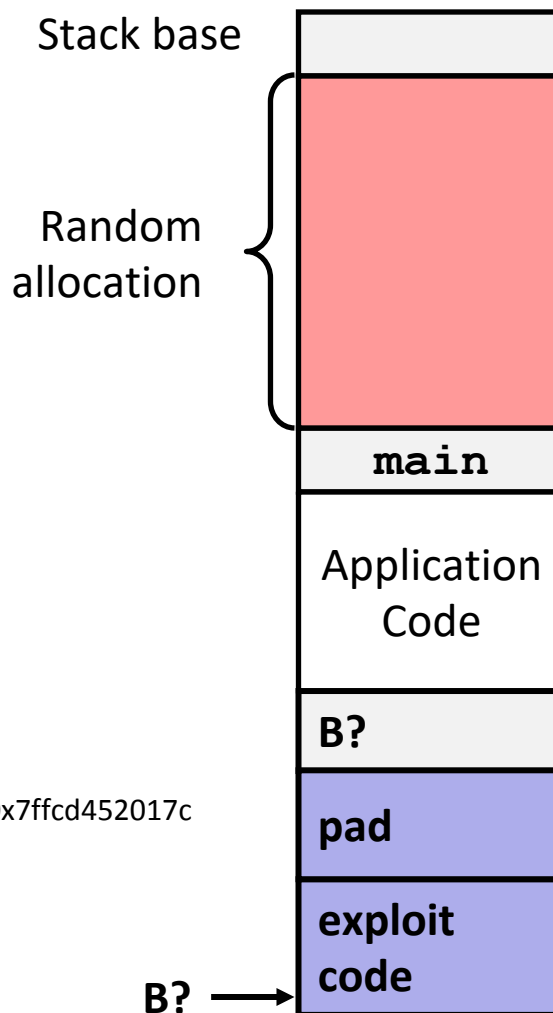 Stack base
Random
allocation
main
Application
Code
B?
x7ffcd452017c
pad
exploit
code
B?